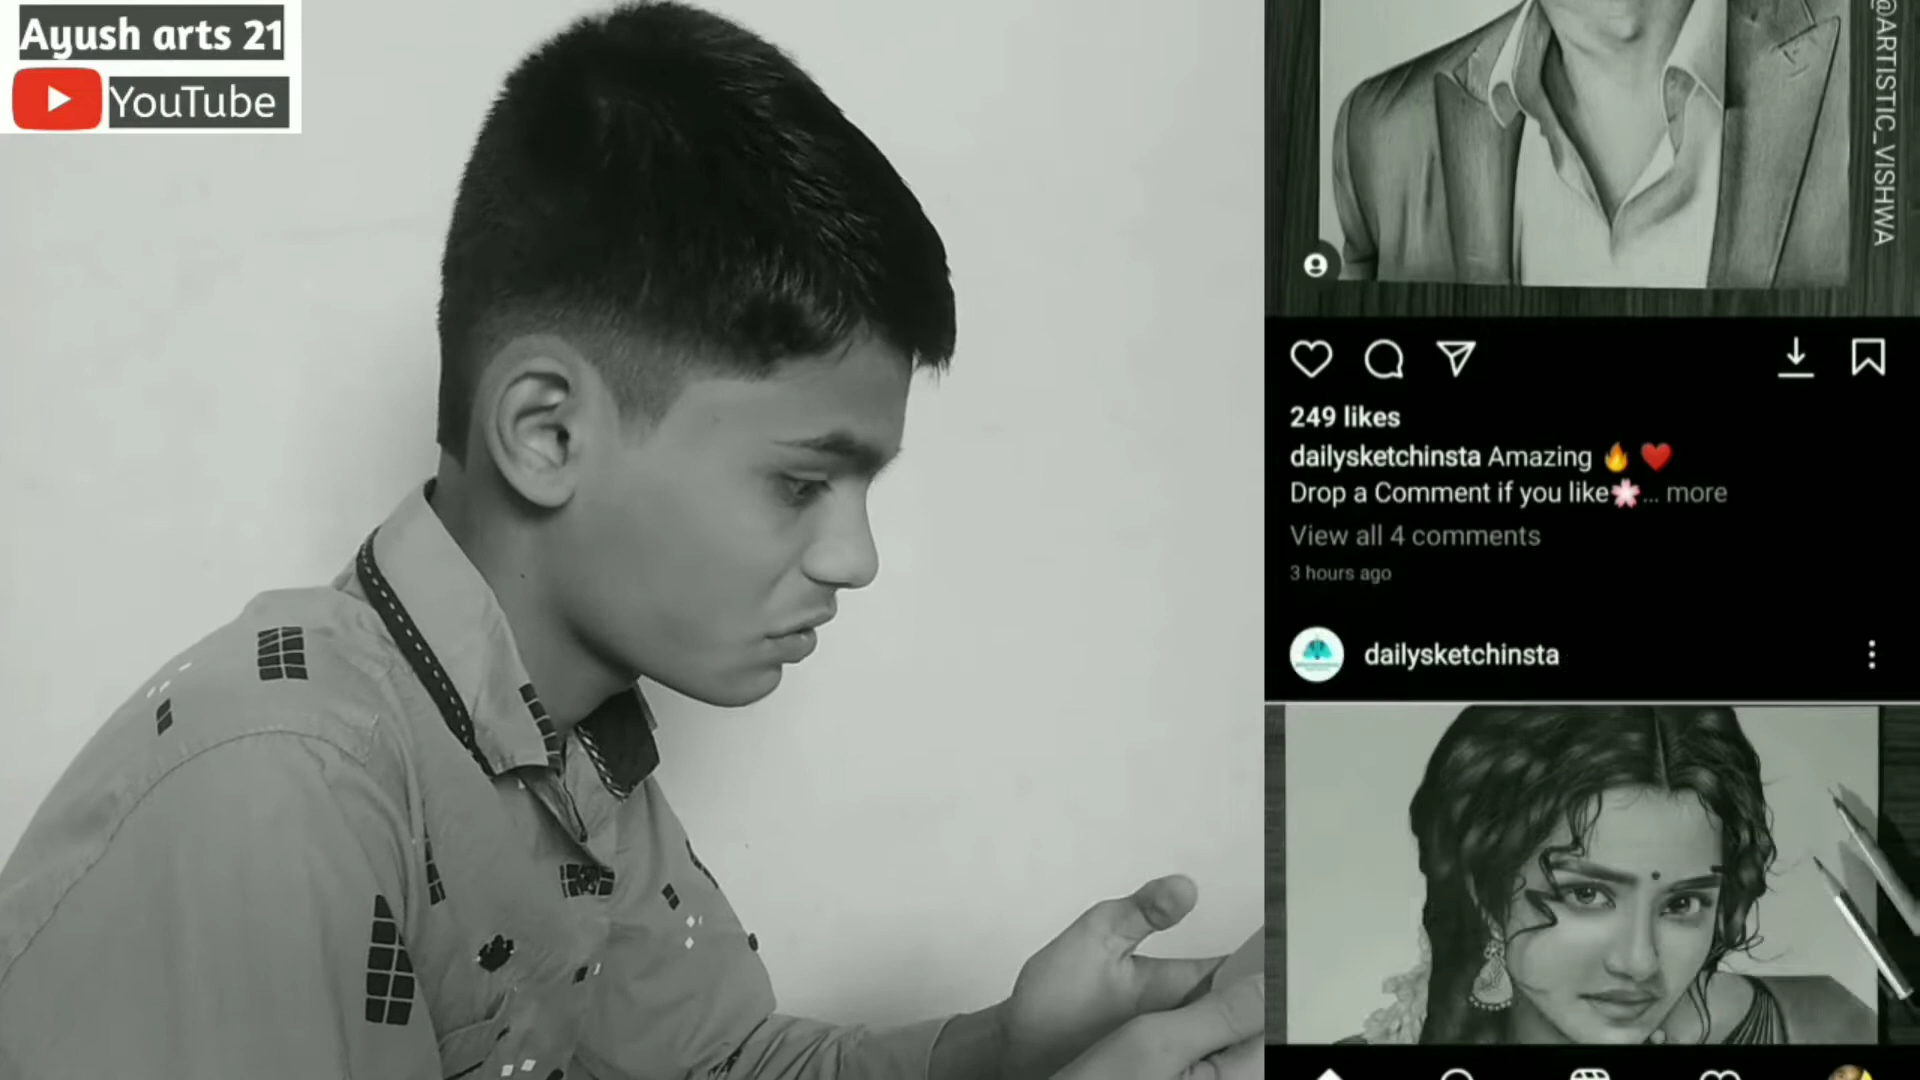 Ayush arts 21
YouTube
@ARTISTIC_VISHWA
249 likes
dailysketchinsta Amazing 🔥 ❤️
Drop a Comment if you like🌸... more
View all 4 comments
3 hours ago
dailysketchinsta